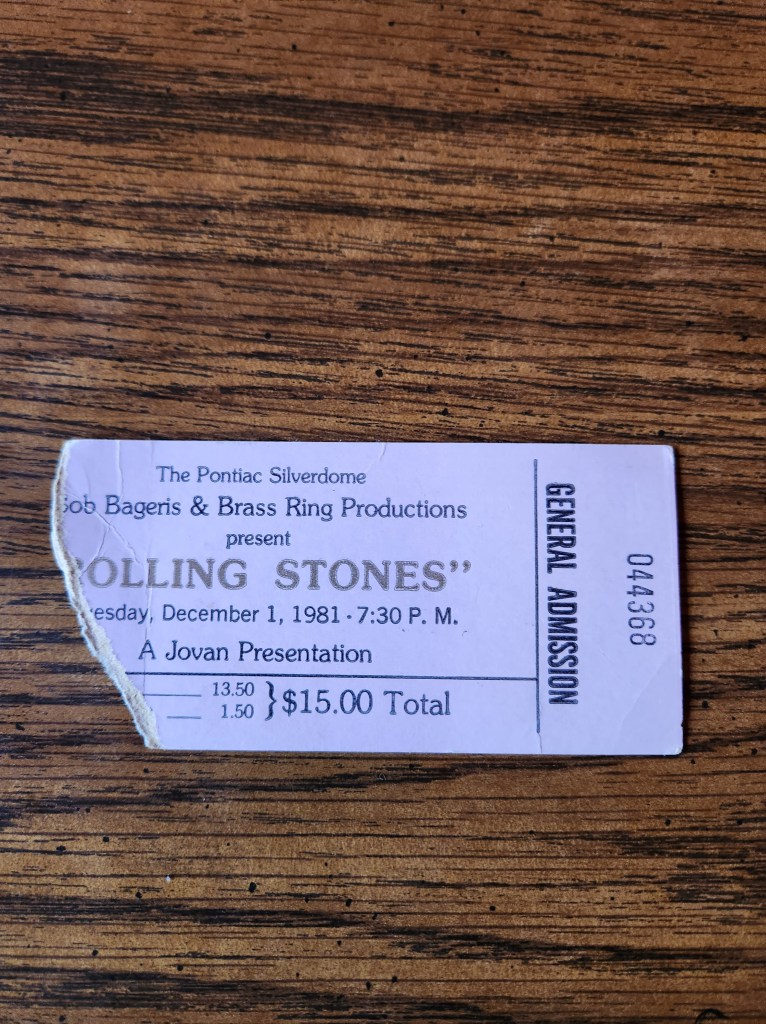 The Pontiac Silverdome
ob Bageris & Brass Ring Productions
present
OLLING STONES”
esday, December 1, 1981 · 7:30 P. M.
A Jovan Presentation
13.50
1.50 } $15.00 Total
GENERAL ADMISSION
044368